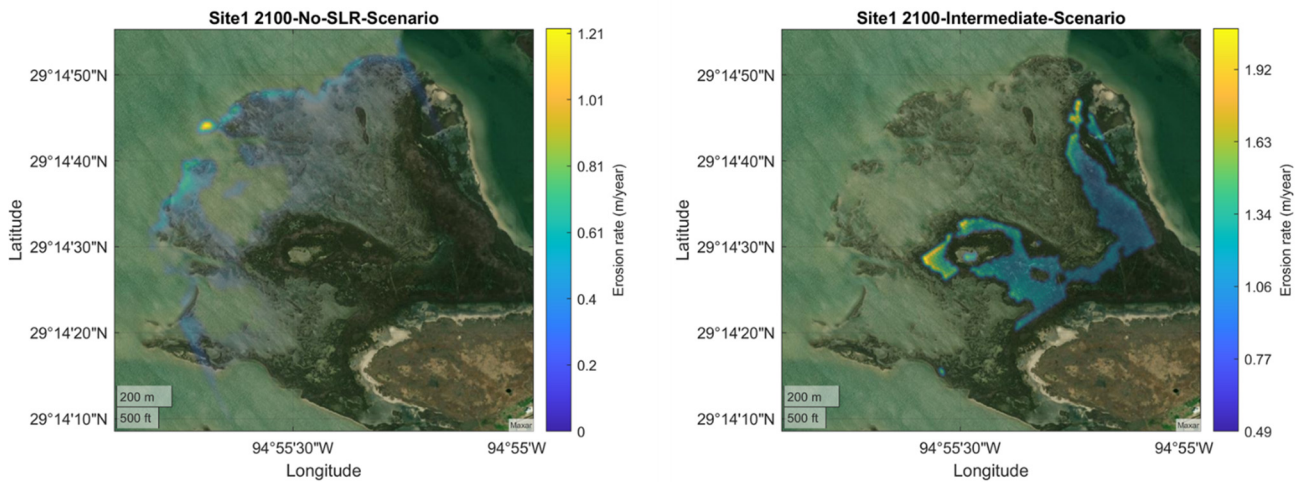 Site1 2100-No-SLR-Scenario
29°14'50"N
29°14'40"N
29°14'30"N
29°14'20"N
29°14'10"N
Latitude
200 m
500 ft
Maxar
94°55'30"W
94°55'W
Longitude
1.21
1.01
0.81
0.61
0.4
0.2
0
Erosion rate (m/year)
Site1 2100-Intermediate-Scenario
29°14'50"N
29°14'40"N
29°14'30"N
29°14'20"N
29°14'10"N
Latitude
200 m
500 ft
Maxar
94°55'30"W
94°55'W
Longitude
1.92
1.63
1.34
1.06
0.77
0.49
Erosion rate (m/year)